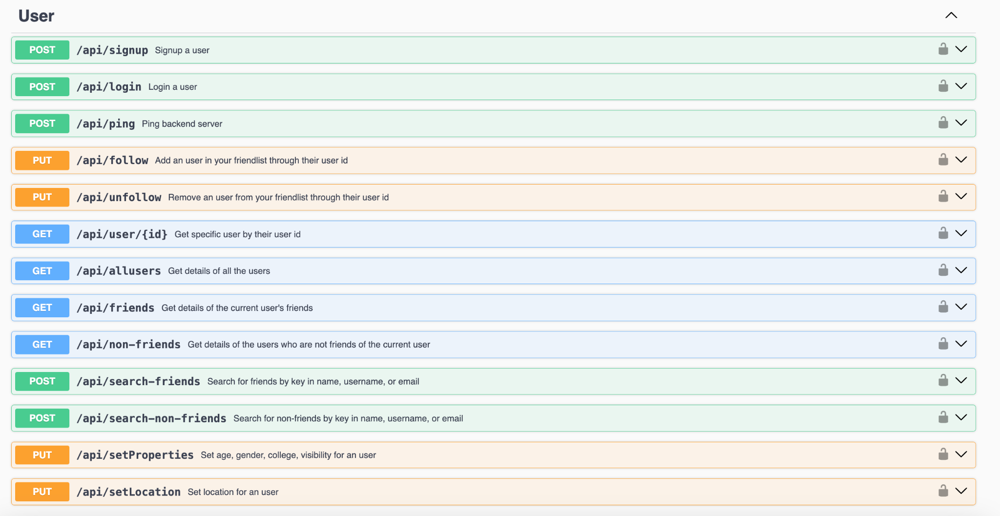 User
POST /api/signup Signup a user
POST /api/login Login a user
POST /api/ping Ping backend server
PUT /api/follow Add an user in your friendlist through their user id
PUT /api/unfollow Remove an user from your friendlist through their user id
GET /api/user/{id} Get specific user by their user id
GET /api/allusers Get details of all the users
GET /api/friends Get details of the current user's friends
GET /api/non-friends Get details of the users who are not friends of the current user
POST /api/search-friends Search for friends by key in name, username, or email
POST /api/search-non-friends Search for non-friends by key in name, username, or email
PUT /api/setProperties Set age, gender, college, visibility for an user
PUT /api/setLocation Set location for an user